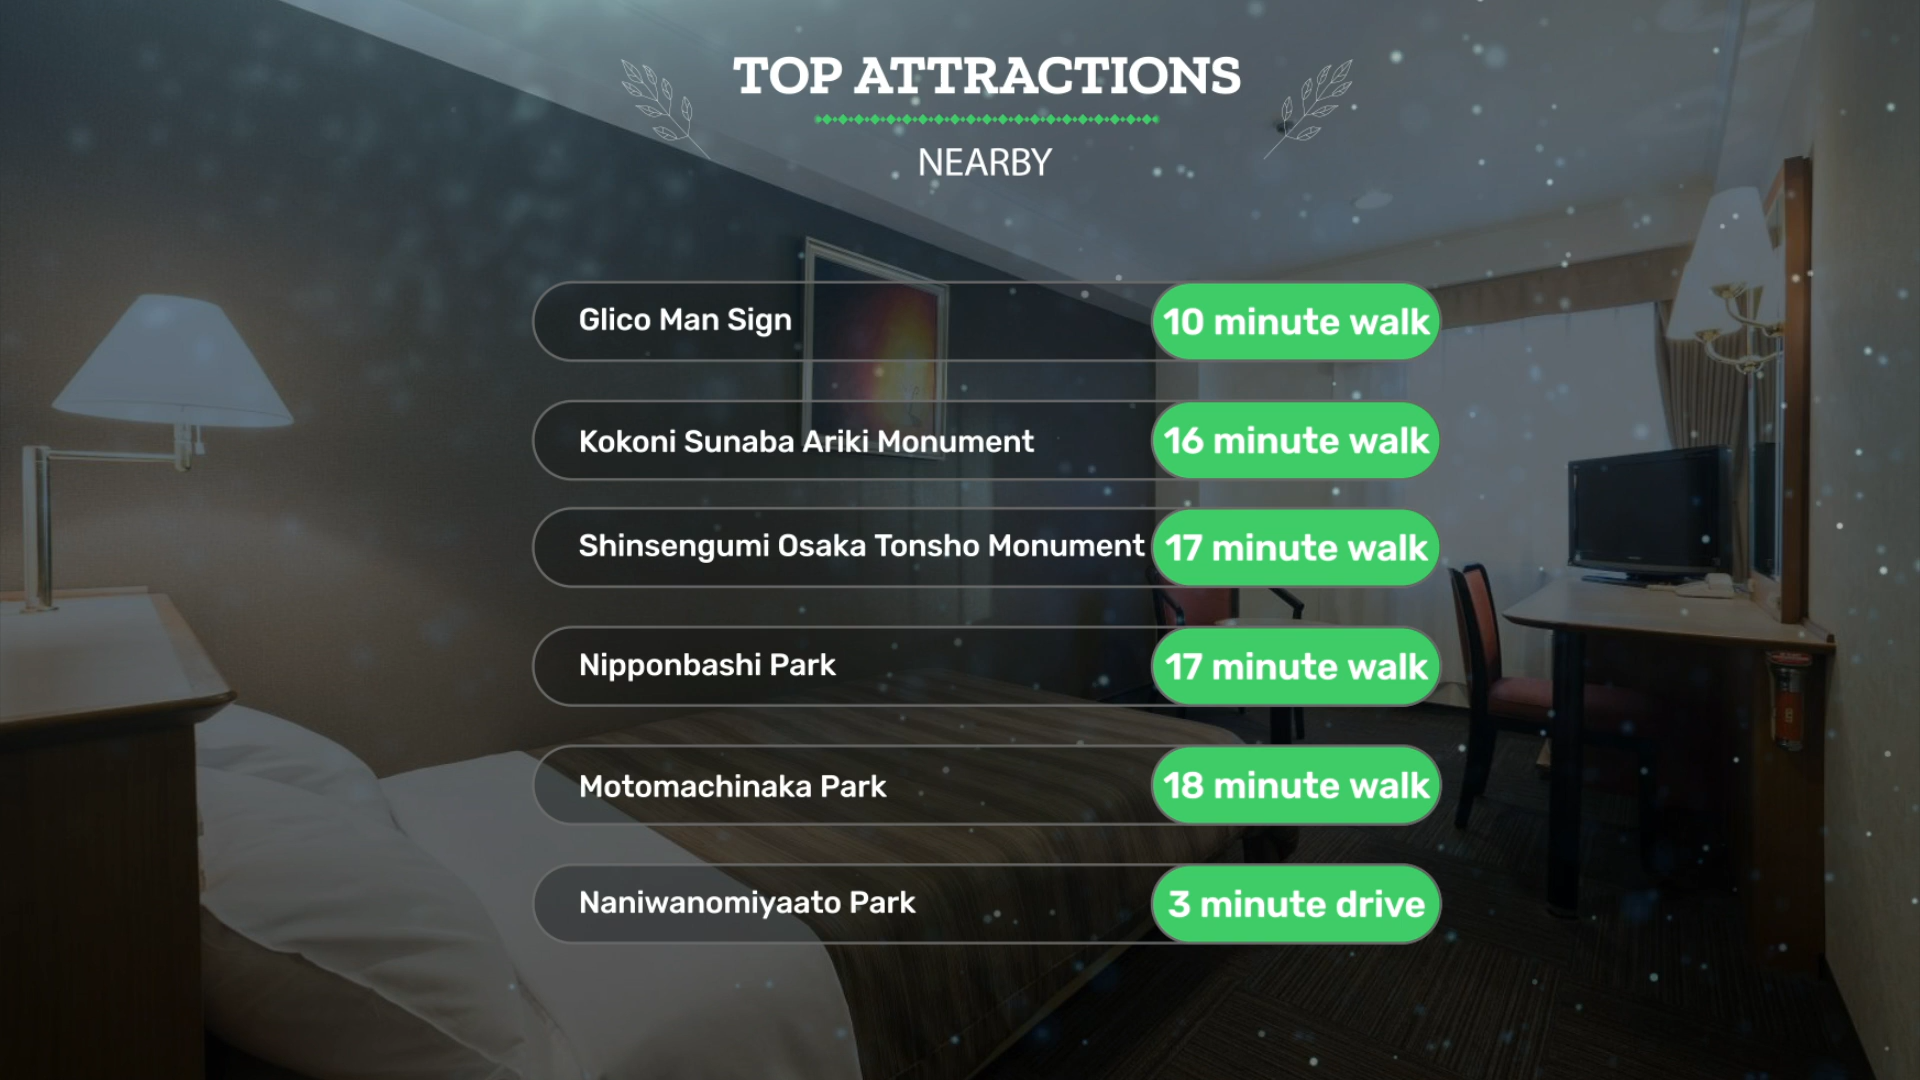 TOP ATTRACTIONS
NEARBY
Glico Man Sign 10 minute walk
Kokoni Sunaba Ariki Monument 16 minute walk
Shinsengumi Osaka Tonsho Monument 17 minute walk
Nipponbashi Park 17 minute walk
Motomachinaka Park 18 minute walk
Naniwanomiyaato Park 3 minute drive